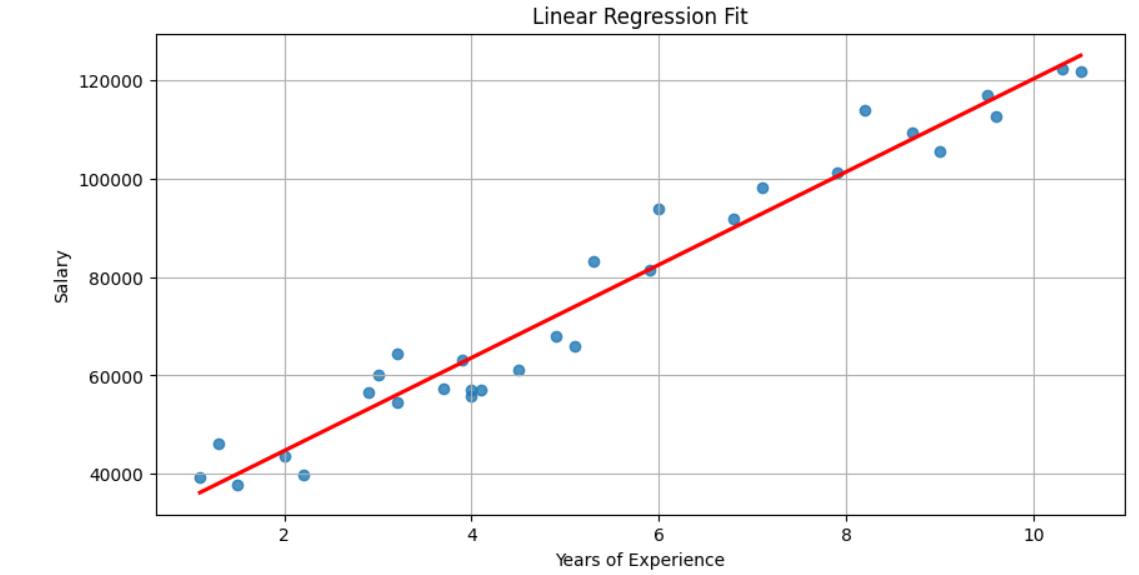 Linear Regression Fit
120000
100000
80000
60000
40000
Salary
2 4 6 8 10
Years of Experience